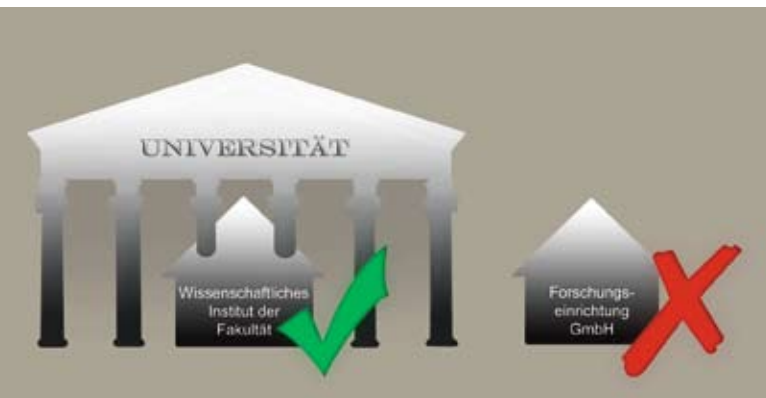 UNIVERSITÄT
Wissenschaftliches
Institut der
Fakultät
Forschungs-
einrichtung
GmbH